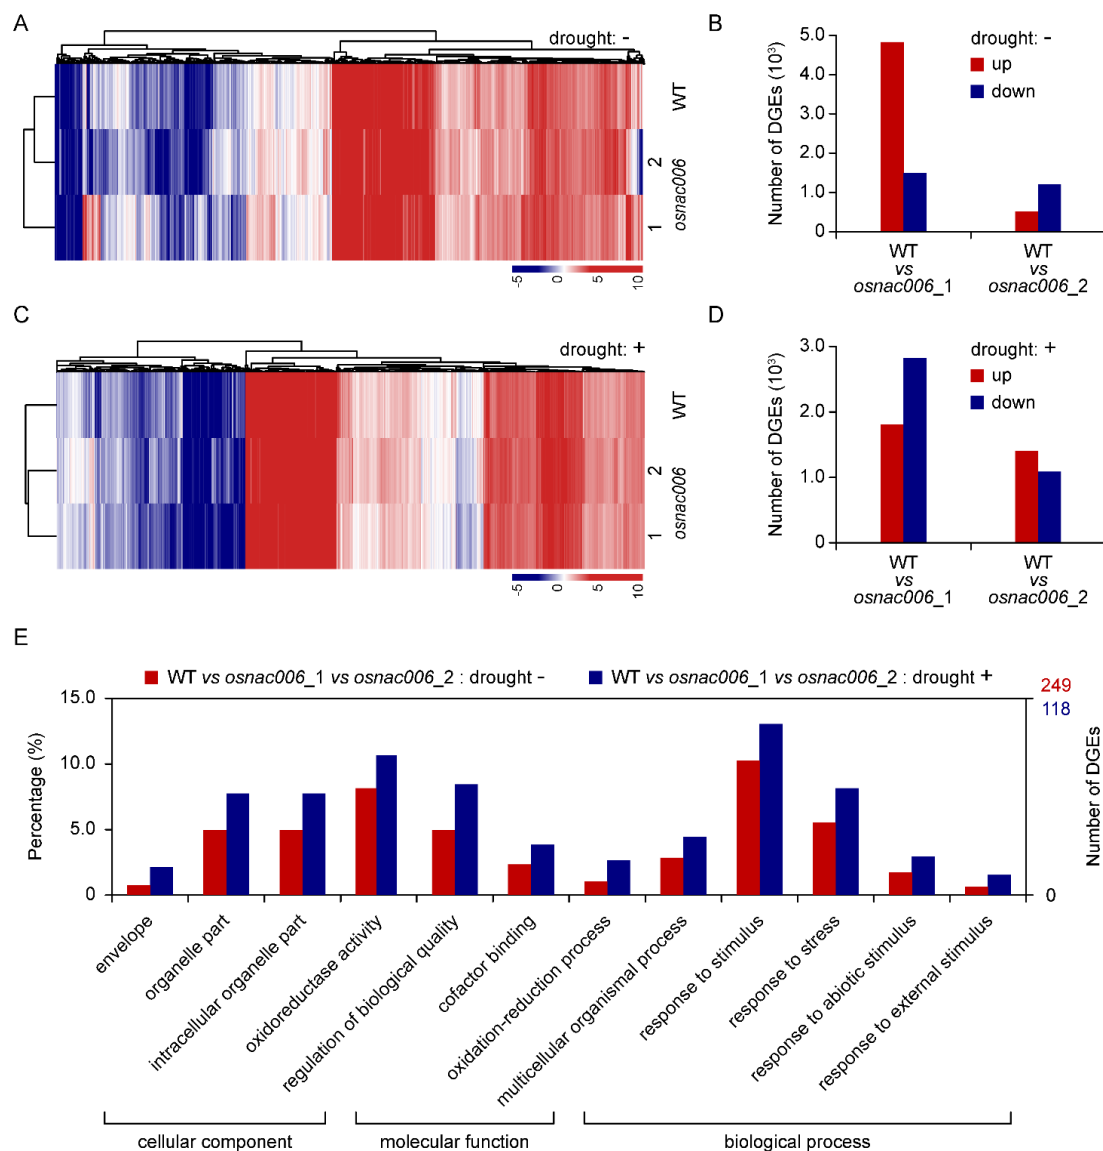 A
drought: -
WT
2
1
osnac006
-5
0
5
10
B
5.0
4.0
3.0
2.0
1.0
0
Number of DGEs (10³)
drought: -
up
down
WT
vs
osnac006_1
WT
vs
osnac006_2
C
drought: +
WT
2
1
osnac006
-5
0
5
10
D
3.0
2.0
1.0
0
Number of DGEs (10³)
drought: +
up
down
WT
vs
osnac006_1
WT
vs
osnac006_2
E
WT vs osnac006_1 vs osnac006_2 : drought -
WT vs osnac006_1 vs osnac006_2 : drought +
15.0
10.0
5.0
0
Percentage (%)
249
118
0
Number of DGEs
envelope
organelle part
intracellular organelle part
oxidoreductase activity
regulation of biological quality
cofactor binding
oxidation-reduction process
multicellular organismal process
response to stimulus
response to stress
response to abiotic stimulus
response to external stimulus
cellular component
molecular function
biological process